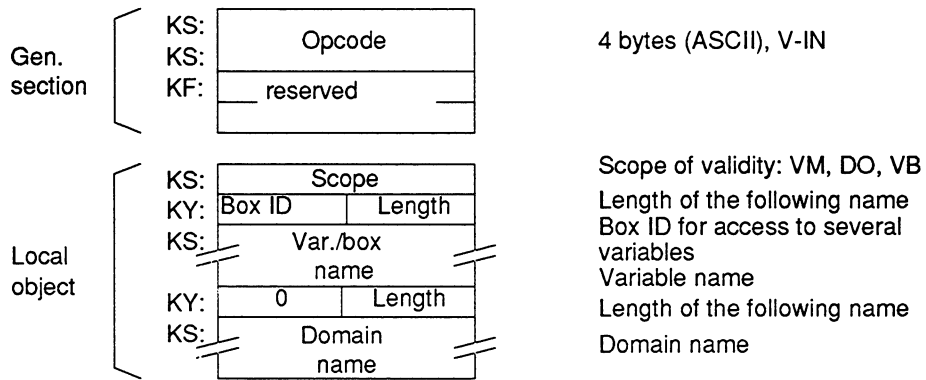 KS:
Opcode
4 bytes (ASCII), V-IN
Gen.
section
KS:
KF:
reserved
KS:
Scope
Scope of validity: VM, DO, VB
KY:
Box ID
Length
Length of the following name
KS:
Var./box
name
Box ID for access to several
variables
Variable name
Local
object
KY:
0
Length
Length of the following name
KS:
Domain
name
Domain name